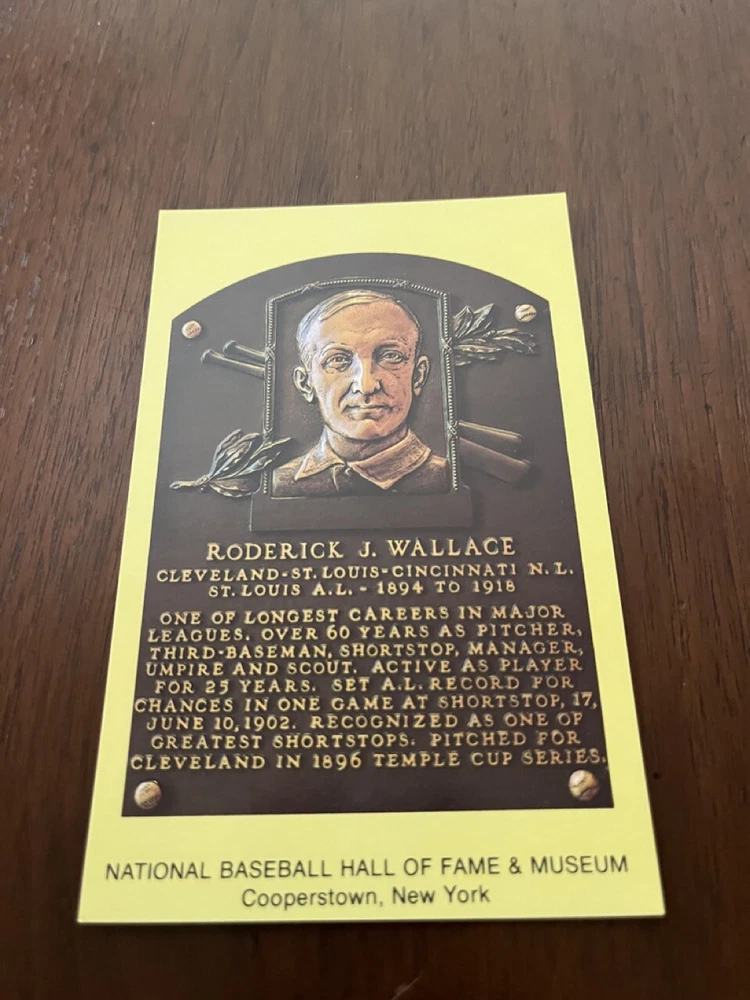 RODERICK J. WALLACE
CLEVELAND-ST. LOUIS-CINCINNATI N. L.
ST. LOUIS A.L. - 1894 TO 1918
ONE OF LONGEST CAREERS IN MAJOR
LEAGUES. OVER 60 YEARS AS PITCHER,
THIRD-BASEMAN, SHORTSTOP, MANAGER,
UMPIRE AND SCOUT. ACTIVE AS PLAYER
FOR 25 YEARS. SET A.L. RECORD FOR
CHANCES IN ONE GAME AT SHORTSTOP, 17,
JUNE 10, 1902. RECOGNIZED AS ONE OF
GREATEST SHORTSTOPS. PITCHED FOR
CLEVELAND IN 1896 TEMPLE CUP SERIES.
NATIONAL BASEBALL HALL OF FAME & MUSEUM
Cooperstown, New York